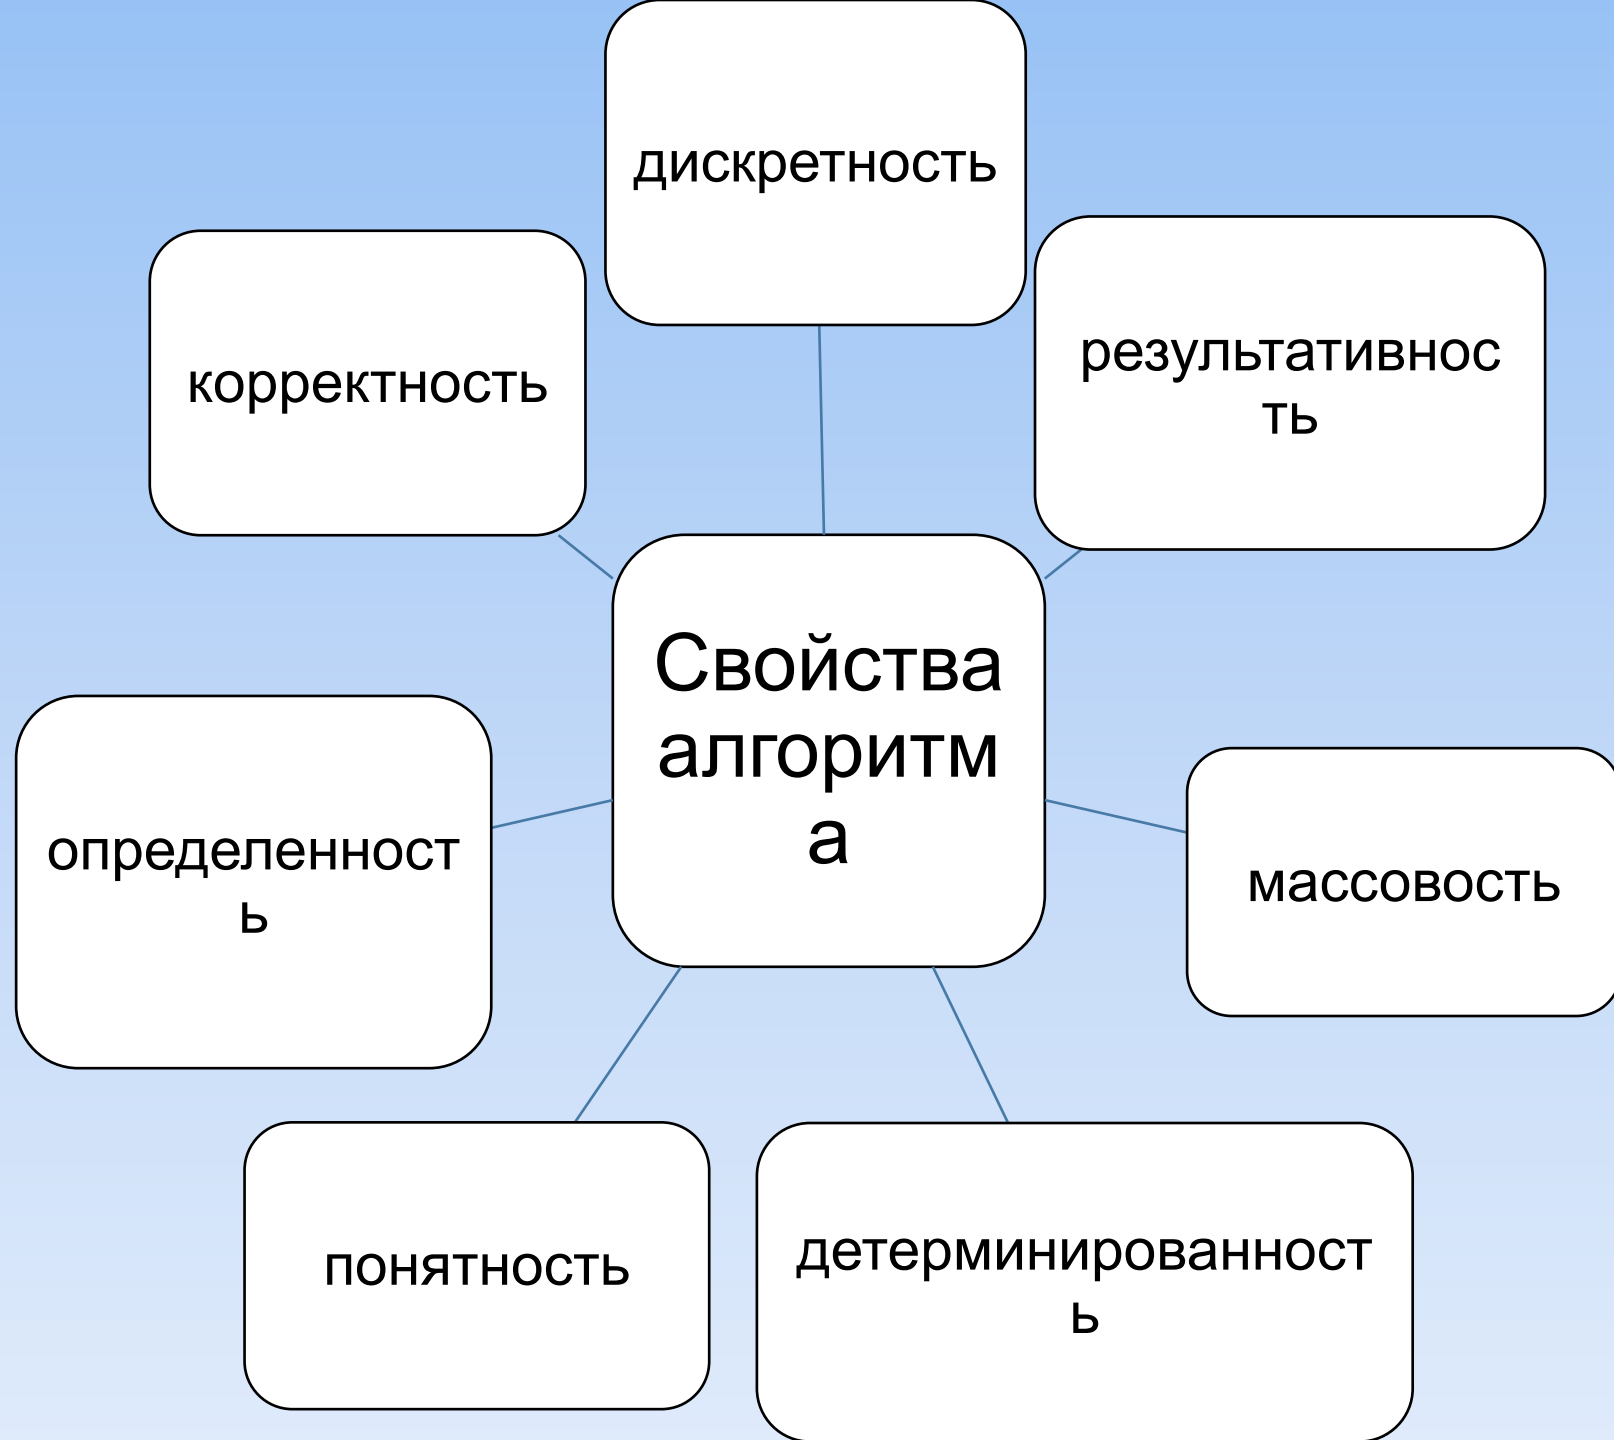 дискретность
корректность
результативнос
ть
Свойства
алгоритм
а
определенност
ь
массовость
понятность
детерминированност
ь